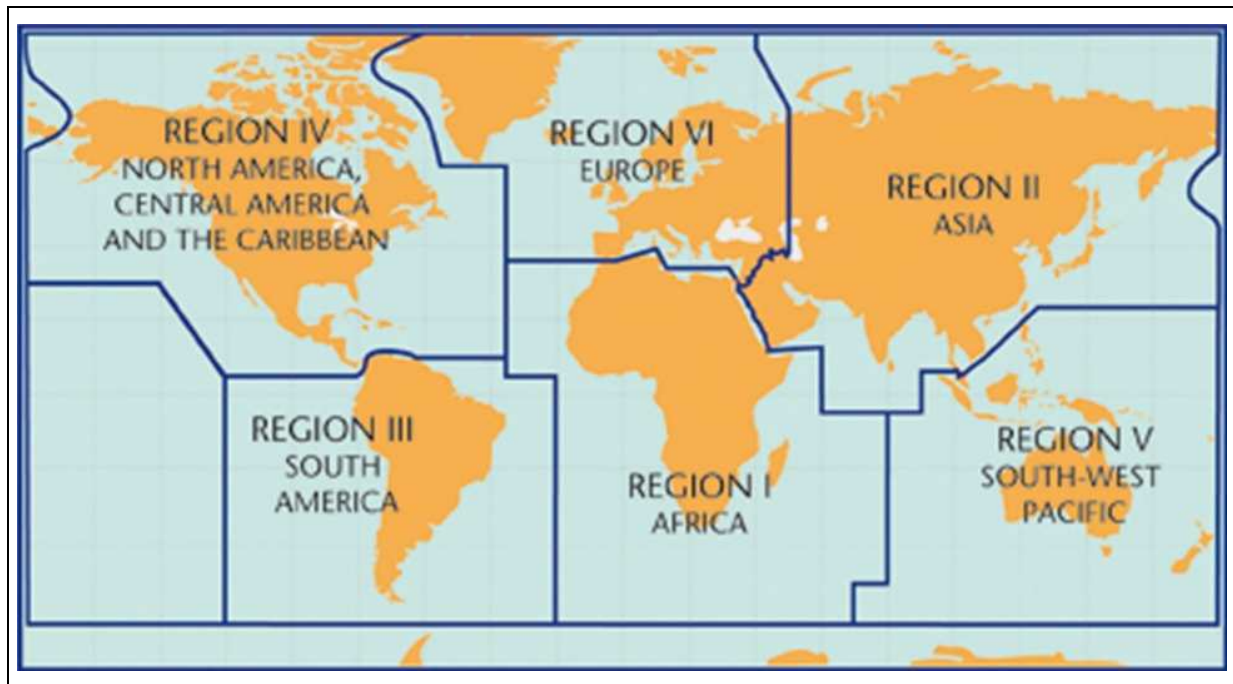 REGION IV
NORTH AMERICA,
CENTRAL AMERICA
AND THE CARIBBEAN
REGION VI
EUROPE
REGION II
ASIA
REGION III
SOUTH
AMERICA
REGION I
AFRICA
REGION V
SOUTH-WEST
PACIFIC